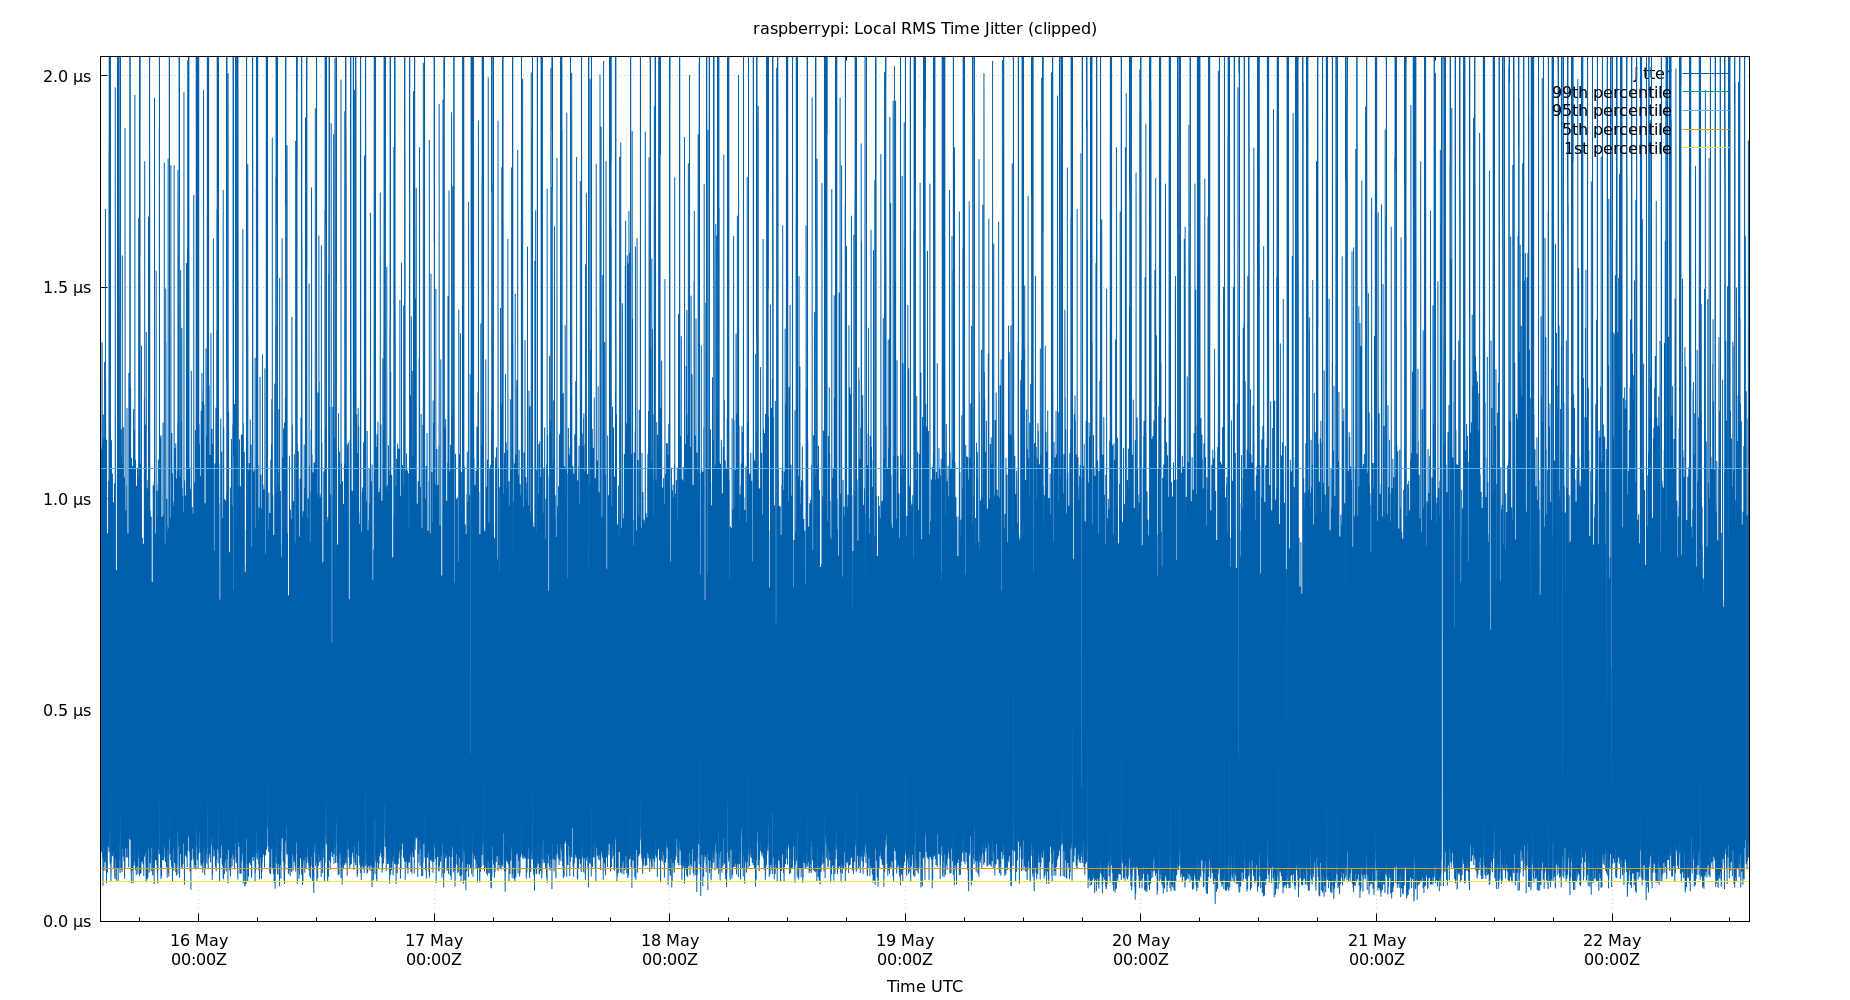 raspberrypi: Local RMS Time Jitter (clipped)
2.0 μs
1.5 μs
1.0 μs
0.5 μs
0.0 μs
Jitter
99th percentile
95th percentile
5th percentile
1st percentile
16 May 17 May 18 May 19 May 20 May 21 May 22 May
00:00Z 00:00Z 00:00Z 00:00Z 00:00Z 00:00Z 00:00Z
Time UTC